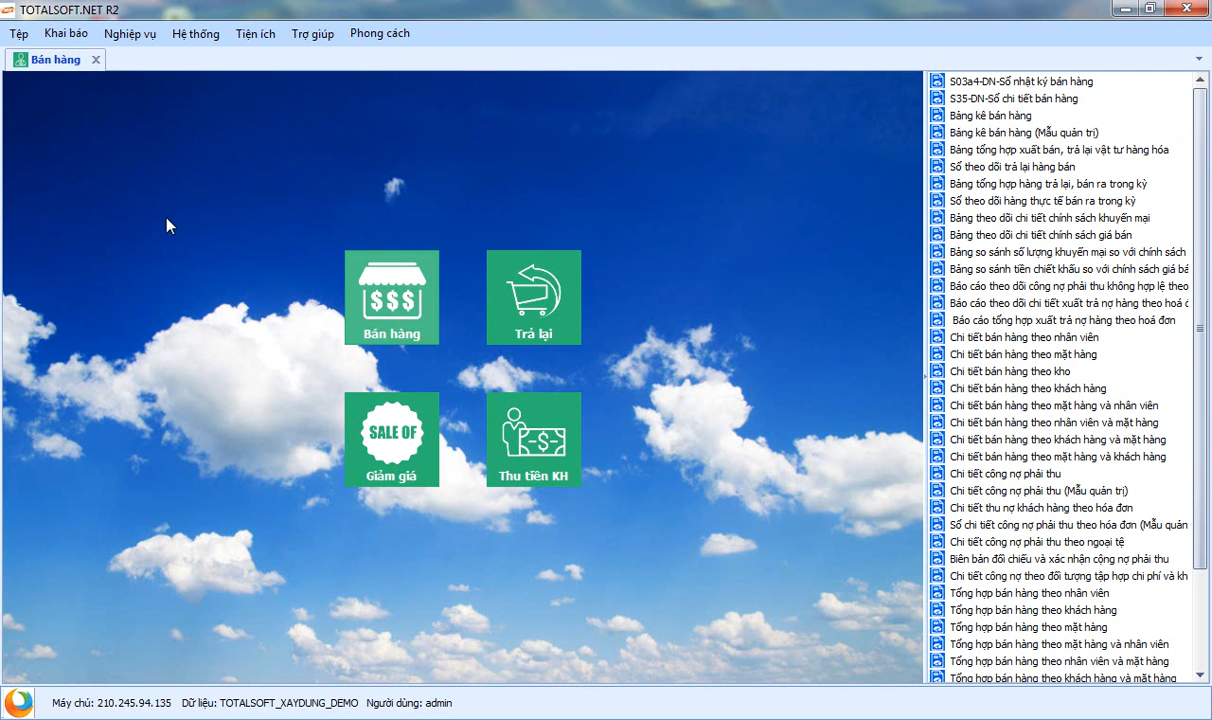 TOTALSOFT.NET R2
Tệp Khai báo Nghiệp vụ Hệ thống Tiện ích Trợ giúp Phong cách
Bán hàng
$$$
Bán hàng
Trả lại
SALE OF
Giảm giá
-$-
Thu tiền KH
S03a4-DN-Sổ nhật ký bán hàng
S35-DN-Sổ chi tiết bán hàng
Bảng kê bán hàng
Bảng kê bán hàng (Mẫu quản trị)
Bảng tổng hợp xuất bán, trả lại vật tư hàng hóa
Sổ theo dõi trả lại hàng bán
Bảng tổng hợp hàng trả lại, bán ra trong kỳ
Sổ theo dõi hàng thực tế bán ra trong kỳ
Bảng theo dõi chi tiết chính sách khuyến mại
Bảng theo dõi chi tiết chính sách giá bán
Bảng so sánh số lượng khuyến mại so với chính sách
Bảng so sánh tiền chiết khấu so với chính sách giá bá
Báo cáo theo dõi công nợ phải thu không hợp lệ theo
Báo cáo theo dõi chi tiết xuất trả nợ hàng theo hoá
Báo cáo tổng hợp xuất trả nợ hàng theo hoá đơn
Chi tiết bán hàng theo nhân viên
Chi tiết bán hàng theo mặt hàng
Chi tiết bán hàng theo kho
Chi tiết bán hàng theo khách hàng
Chi tiết bán hàng theo mặt hàng và nhân viên
Chi tiết bán hàng theo nhân viên và mặt hàng
Chi tiết bán hàng theo khách hàng và mặt hàng
Chi tiết bán hàng theo mặt hàng và khách hàng
Chi tiết công nợ phải thu
Chi tiết công nợ phải thu (Mẫu quản trị)
Chi tiết thu nợ khách hàng theo hóa đơn
Sổ chi tiết công nợ phải thu theo hóa đơn (Mẫu quản
Chi tiết công nợ phải thu theo ngoại tệ
Biên bản đối chiếu và xác nhận cộng nợ phải thu
Chi tiết công nợ theo đối tượng tập hợp chi phí và kh
Tổng hợp bán hàng theo nhân viên
Tổng hợp bán hàng theo khách hàng
Tổng hợp bán hàng theo mặt hàng
Tổng hợp bán hàng theo mặt hàng và nhân viên
Tổng hợp bán hàng theo nhân viên và mặt hàng
Tổng hợp bán hàng theo khách hàng và mặt hàng
Máy chủ: 210.245.94.135 Dữ liệu: TOTALSOFT_XAYDUNG_DEMO Người dùng: admin